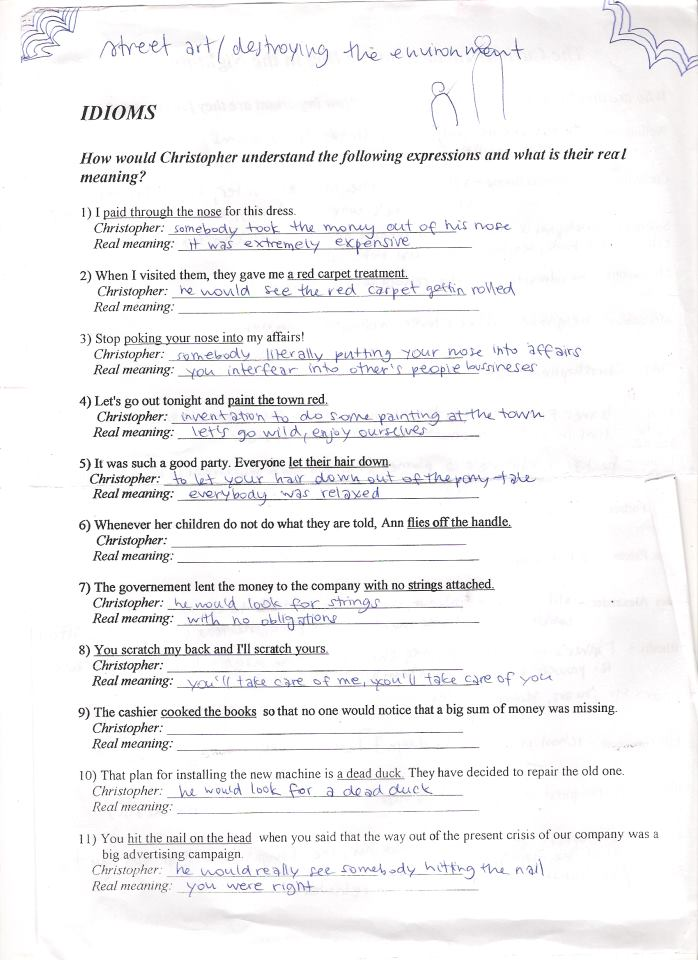 street art/destroying the environment
IDIOMS
How would Christopher understand the following expressions and what is their real
meaning?
1) I paid through the nose for this dress.
Christopher: somebody took the money out of his nose
Real meaning: it was extremely expensive
2) When I visited them, they gave me a red carpet treatment.
Christopher: he would see the red carpet gettin rolled
Real meaning:
3) Stop poking your nose into my affairs!
Christopher: somebody literally putting your nose into affairs
Real meaning: you interfear into other's people bussineses
4) Let's go out tonight and paint the town red.
Christopher: inventation to do some painting at the town
Real meaning: let's go wild, enjoy ourselves
5) It was such a good party. Everyone let their hair down.
Christopher: to let your hair down out of the pony-tale
Real meaning: everybody was relaxed
6) Whenever her children do not do what they are told, Ann flies off the handle.
Christopher:
Real meaning:
7) The governement lent the money to the company with no strings attached.
Christopher: he would look for strings
Real meaning: with no obligations
8) You scratch my back and I'll scratch yours.
Christopher:
Real meaning: you'll take care of me, you'll take care of you
9) The cashier cooked the books so that no one would notice that a big sum of money was missing.
Christopher:
Real meaning:
10) That plan for installing the new machine is a dead duck. They have decided to repair the old one.
Christopher: he would look for a dead duck
Real meaning:
11) You hit the nail on the head when you said that the way out of the present crisis of our company was a
big advertising campaign.
Christopher: he would really see somebody hitting the nail
Real meaning: you were right